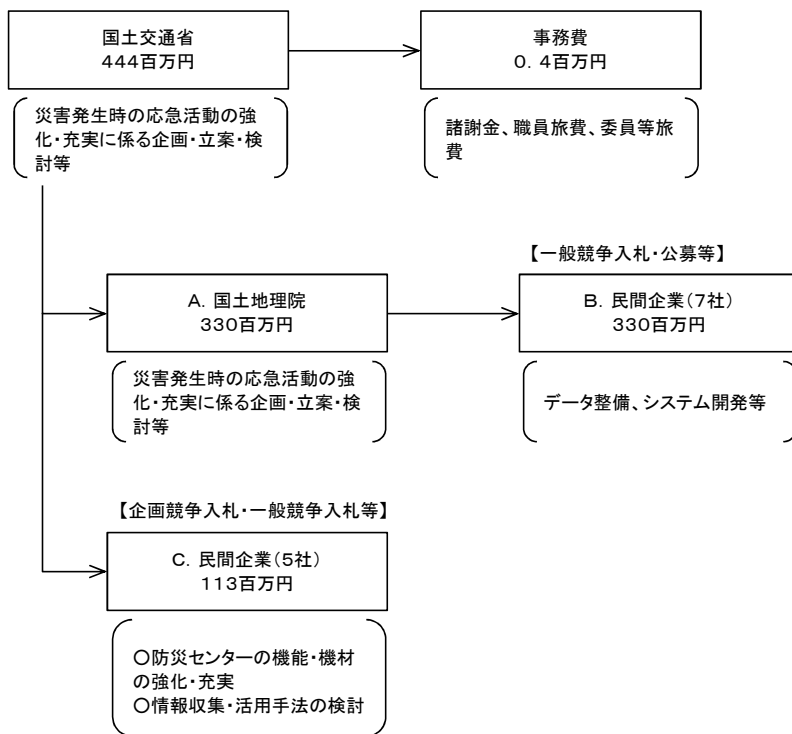 国土交通省
444百万円
事務費
０．４百万円
災害発生時の応急活動の強
化・充実に係る企画・立案・検
討等
諸謝金、職員旅費、委員等旅
費
【一般競争入札・公募等】
Ａ．国土地理院
330百万円
Ｂ．民間企業（７社）
330百万円
災害発生時の応急活動の強
化・充実に係る企画・立案・検
討等
データ整備、システム開発等
【企画競争入札・一般競争入札等】
Ｃ．民間企業（５社）
113百万円
○防災センターの機能・機材
の強化・充実
○情報収集・活用手法の検討